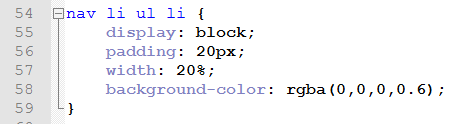 54 nav li ul li {
55 display: block;
56 padding: 20px;
57 width: 20%;
58 background-color: rgba(0,0,0,0.6);
59 }